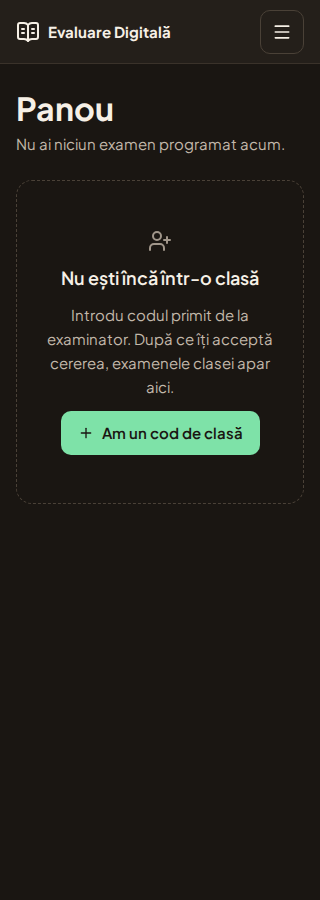 Evaluare Digitală
Panou
Nu ai niciun examen programat acum.
Nu ești încă într-o clasă
Introdu codul primit de la
examinator. După ce îți acceptă
cererea, examenele clasei apar
aici.
+ Am un cod de clasă